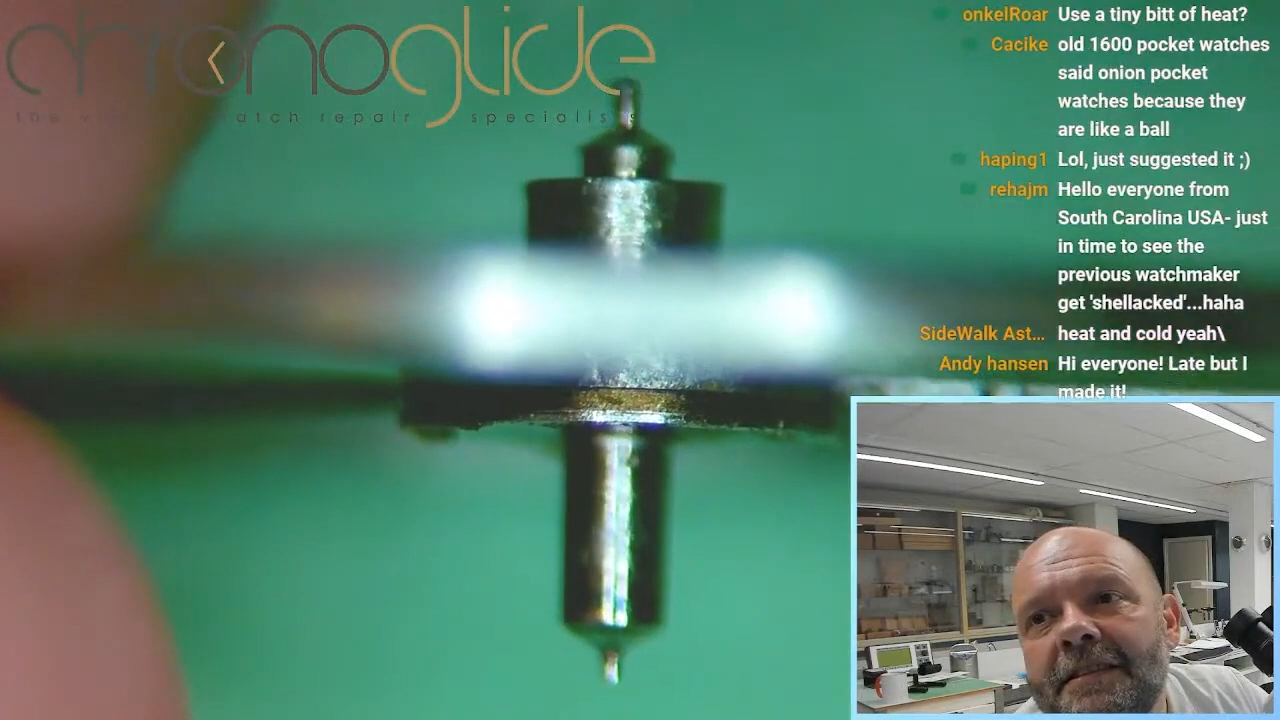 chronoglide
the v atch repair specialis
onkelRoar Use a tiny bitt of heat?
Cacike old 1600 pocket watches
said onion pocket
watches because they
are like a ball
haping1 Lol, just suggested it ;)
rehajm Hello everyone from
South Carolina USA- just
in time to see the
previous watchmaker
get 'shellacked'...haha
SideWalk Ast... heat and cold yeah\
Andy hansen Hi everyone! Late but I
made it!